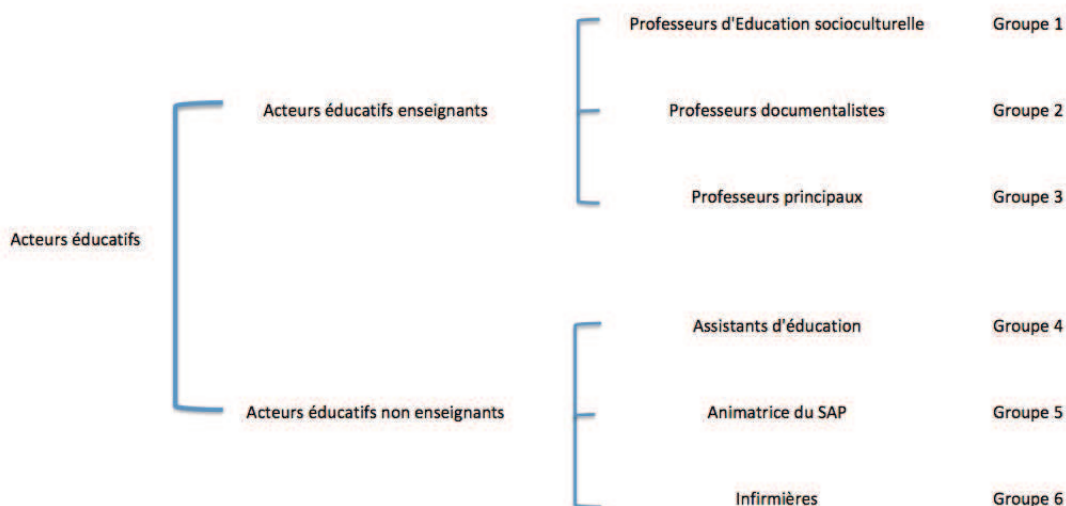 Professeurs d'Education socioculturelle Groupe 1
Acteurs éducatifs enseignants Professeurs documentalistes Groupe 2
Professeurs principaux Groupe 3
Acteurs éducatifs
Assistants d'éducation Groupe 4
Acteurs éducatifs non enseignants Animatrice du SAP Groupe 5
Infirmières Groupe 6